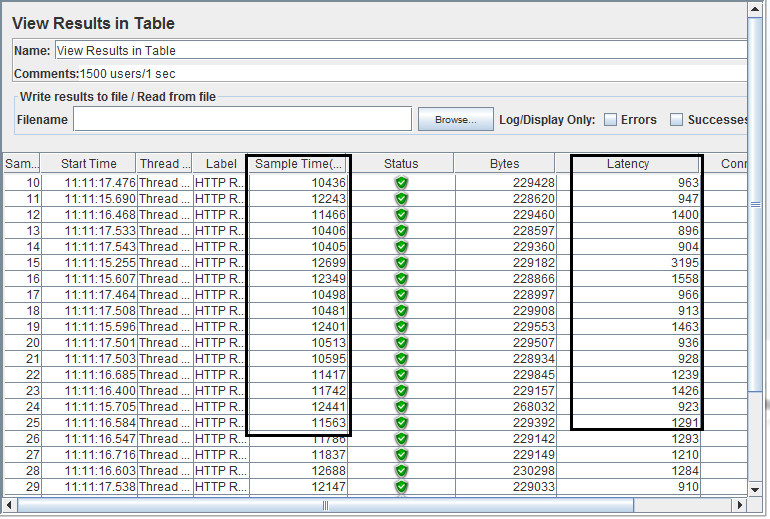 View Results in Table
Name: View Results in Table
Comments: 1500 users/1 sec
Write results to file / Read from file
Filename Browse... Log/Display Only: Errors Successes
Sam... Start Time Thread ... Label Sample Time(... Status Bytes Latency Conn
10 11:11:17.476 Thread ... HTTP R... 10436 229428 963
11 11:11:15.690 Thread ... HTTP R... 12243 228620 947
12 11:11:16.468 Thread ... HTTP R... 11466 229460 1400
13 11:11:17.533 Thread ... HTTP R... 10406 228597 896
14 11:11:17.543 Thread ... HTTP R... 10405 229360 904
15 11:11:15.255 Thread ... HTTP R... 12699 229182 3195
16 11:11:15.607 Thread ... HTTP R... 12349 228866 1558
17 11:11:17.464 Thread ... HTTP R... 10498 228997 966
18 11:11:17.508 Thread ... HTTP R... 10481 229908 913
19 11:11:15.596 Thread ... HTTP R... 12401 229553 1463
20 11:11:17.501 Thread ... HTTP R... 10513 229507 936
21 11:11:17.503 Thread ... HTTP R... 10595 228934 928
22 11:11:16.685 Thread ... HTTP R... 11417 229845 1239
23 11:11:16.400 Thread ... HTTP R... 11742 229157 1426
24 11:11:15.705 Thread ... HTTP R... 12441 268032 923
25 11:11:16.584 Thread ... HTTP R... 11563 229392 1291
26 11:11:16.547 Thread ... HTTP R... 11786 229142 1293
27 11:11:16.716 Thread ... HTTP R... 11837 229149 1210
28 11:11:16.603 Thread ... HTTP R... 12688 230298 1284
29 11:11:17.538 Thread ... HTTP R... 12147 229033 910